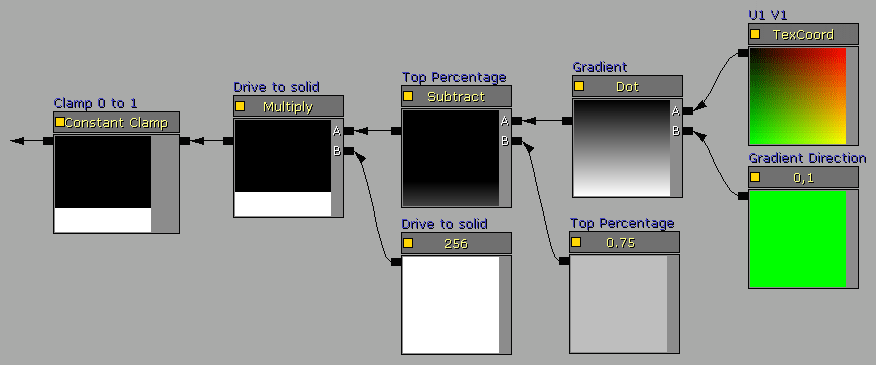 U1 V1
TexCoord
Gradient
Dot
A
B
Top Percentage
Subtract
A
B
Drive to solid
Multiply
A
B
Clamp 0 to 1
Constant Clamp
Gradient Direction
0,1
Drive to solid
256
Top Percentage
0.75